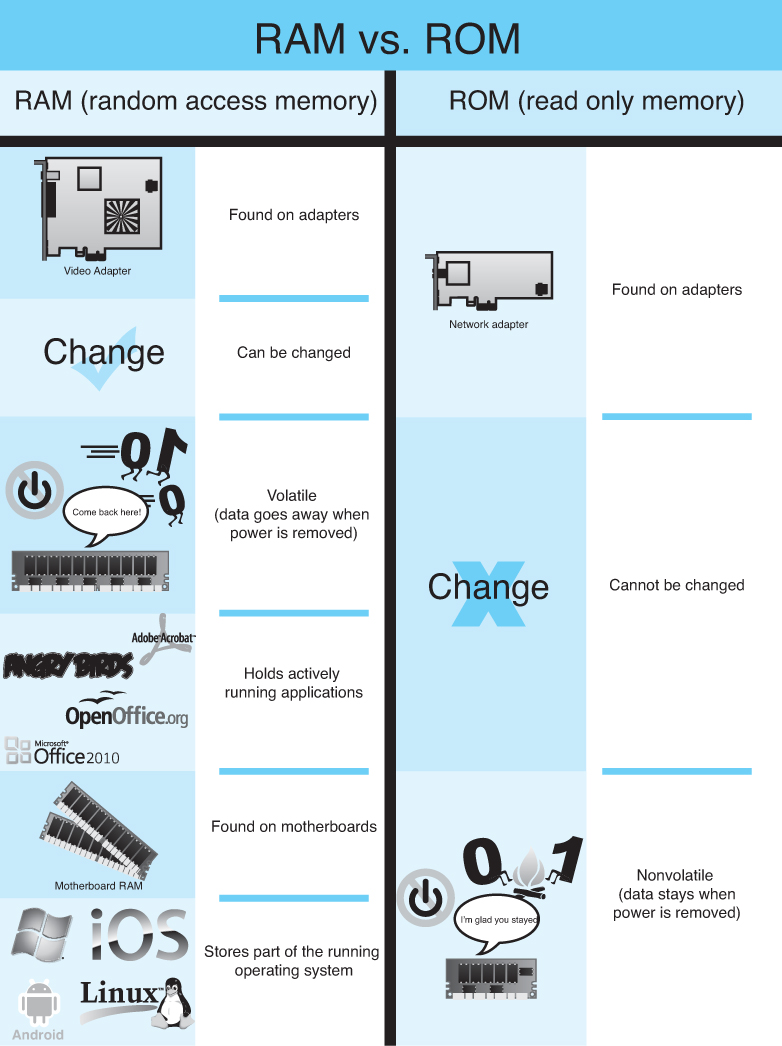 RAM vs. ROM
RAM (random access memory)
ROM (read only memory)
Video Adapter
Found on adapters
Change
Can be changed
01
0
Come back here!
Volatile
(data goes away when
power is removed)
Adobe Acrobat™
ANGRY BIRDS
OpenOffice.org
Microsoft®
Office 2010
Holds actively
running applications
Motherboard RAM
Found on motherboards
iOS
Linux™
Android
Stores part of the running
operating system
Network adapter
Found on adapters
Change
Cannot be changed
0 1
I'm glad you stayed
Nonvolatile
(data stays when
power is removed)